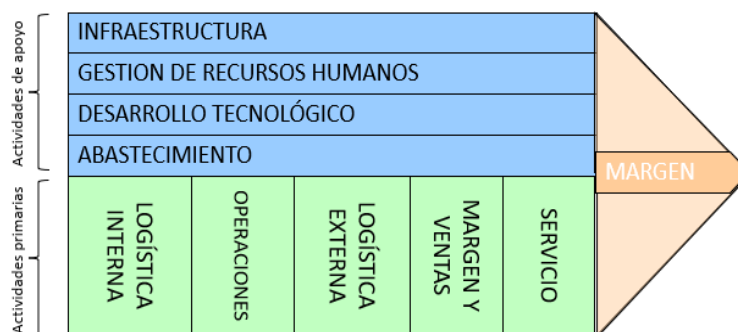 Actividades de apoyo
INFRAESTRUCTURA
GESTION DE RECURSOS HUMANOS
DESARROLLO TECNOLÓGICO
ABASTECIMIENTO
MARGEN
Actividades primarias
LOGÍSTICA
INTERNA
OPERACIONES
LOGÍSTICA
EXTERNA
MARGEN Y
VENTAS
SERVICIO